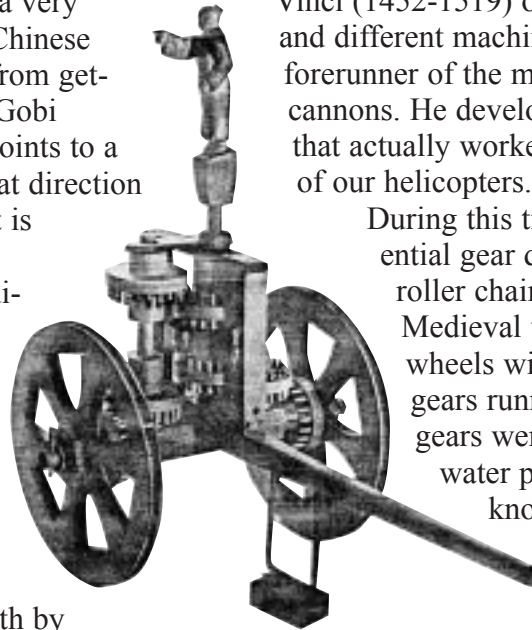 a very
Chinese
from get-
Gobi
oints to a
at direction
t is
th by
Vinci (1452-1519) o
and different machin
forerunner of the m
cannons. He develo
that actually worke
of our helicopters.
During this t
ential gear d
roller chain
Medieval
wheels wi
gears runn
gears wer
water p
kno